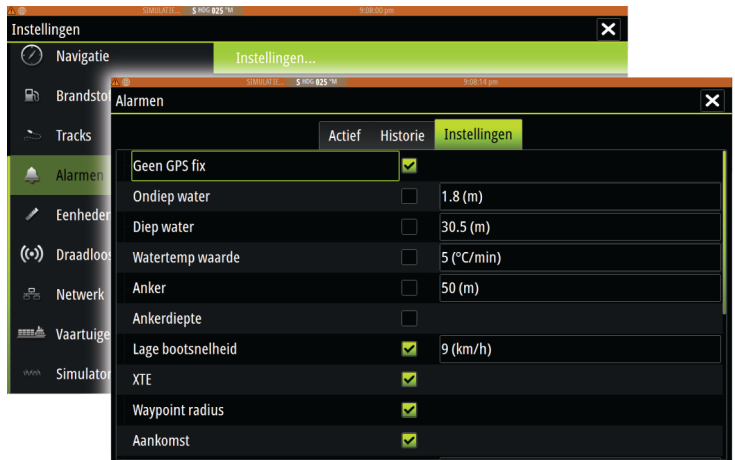 SIMULATIE... S HDG 025 °M 9:08:00 pm
Instellingen
Navigatie
Instellingen...
Brandsto
Tracks
Alarmen
Eenheder
Draadloo
Netwerk
Vaartuige
Simulator
SIMULATIE... S HDG 025 °M 9:08:14 pm
Alarmen
Actief Historie Instellingen
Geen GPS fix
Ondiep water 1.8 (m)
Diep water 30.5 (m)
Watertemp waarde 5 (°C/min)
Anker 50 (m)
Ankerdiepte
Lage bootsnelheid 9 (km/h)
XTE
Waypoint radius
Aankomst